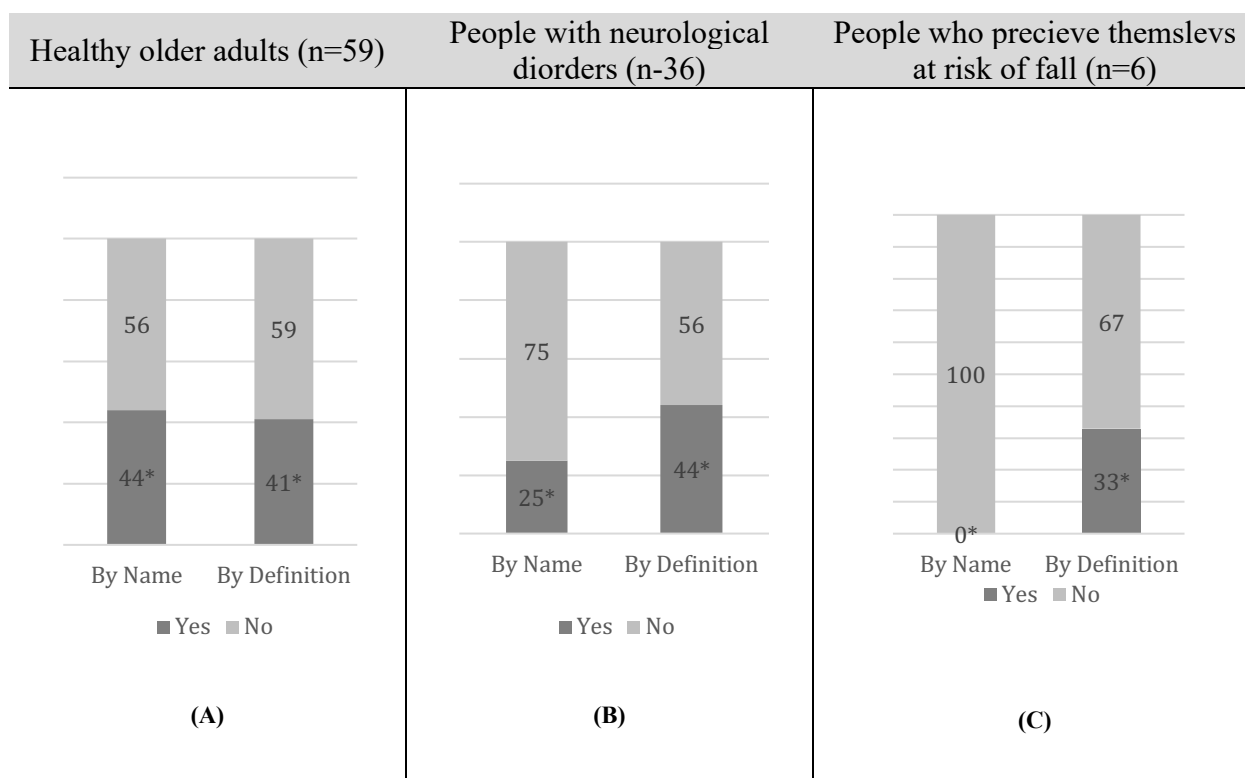 Healthy older adults (n=59)
People with neurological
diorders (n-36)
People who precieve themslevs
at risk of fall (n=6)
56
59
44*
41*
By Name
By Definition
Yes
No
(A)
75
56
25*
44*
By Name
By Definition
Yes
No
(B)
100
67
0*
33*
By Name
By Definition
Yes
No
(C)